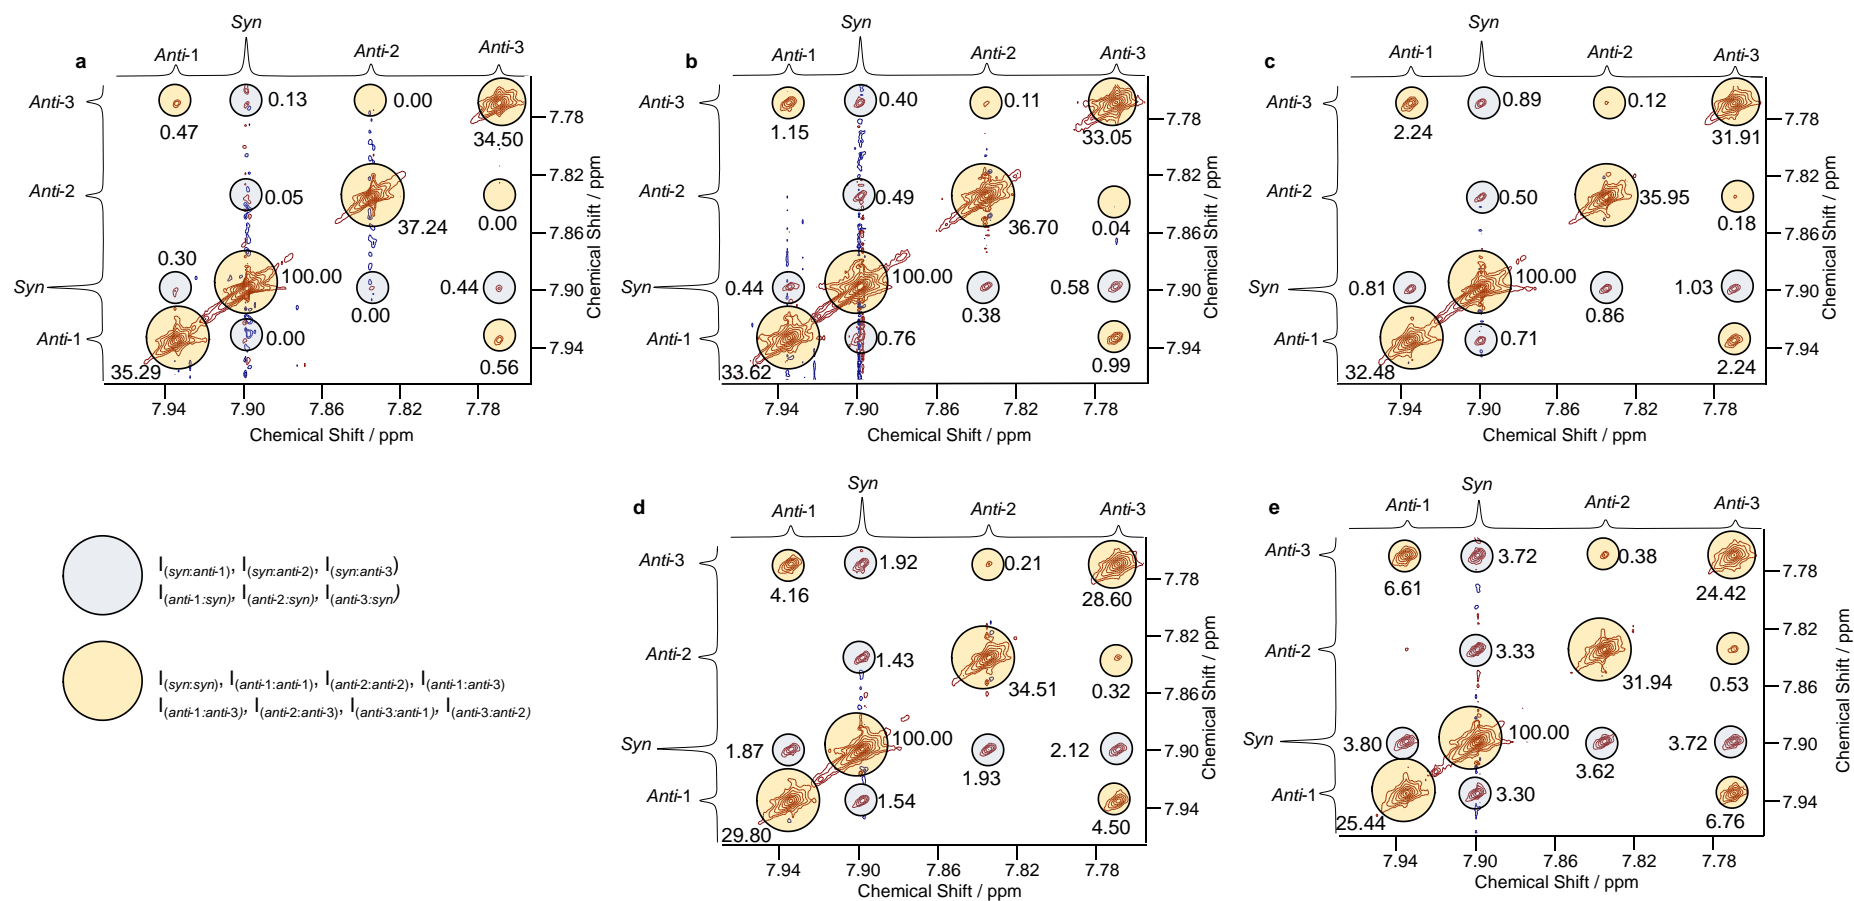 a
Syn
Anti-1
Anti-2
Anti-3
Anti-3
0.13
0.00
0.47
34.50
7.78
Anti-2
0.05
37.24
0.00
7.82
7.86
0.30
Syn
100.00
0.00
0.44
7.90
Anti-1
0.00
35.29
0.56
7.94
Chemical Shift / ppm
7.94
7.90
7.86
7.82
7.78
Chemical Shift / ppm
b
Syn
Anti-1
Anti-2
Anti-3
Anti-3
0.40
0.11
1.15
33.05
7.78
Anti-2
0.49
36.70
0.04
7.82
7.86
Syn
0.44
100.00
0.38
0.58
7.90
Anti-1
0.76
33.62
0.99
7.94
Chemical Shift / ppm
7.94
7.90
7.86
7.82
7.78
Chemical Shift / ppm
c
Syn
Anti-1
Anti-2
Anti-3
Anti-3
0.89
0.12
2.24
31.91
7.78
Anti-2
0.50
35.95
0.18
7.82
7.86
Syn
0.81
100.00
0.86
1.03
7.90
Anti-1
0.71
32.48
2.24
7.94
Chemical Shift / ppm
7.94
7.90
7.86
7.82
7.78
Chemical Shift / ppm
I(syn:anti-1), I(syn:anti-2), I(syn:anti-3)
I(anti-1:syn), I(anti-2:syn), I(anti-3:syn)
I(syn:syn), I(anti-1:anti-1), I(anti-2:anti-2), I(anti-1:anti-3)
I(anti-1:anti-3), I(anti-2:anti-3), I(anti-3:anti-1), I(anti-3:anti-2)
d
Syn
Anti-1
Anti-2
Anti-3
Anti-3
1.92
0.21
4.16
28.60
7.78
Anti-2
1.43
34.51
0.32
7.82
7.86
Syn
1.87
100.00
1.93
2.12
7.90
Anti-1
1.54
29.80
4.50
7.94
Chemical Shift / ppm
7.94
7.90
7.86
7.82
7.78
Chemical Shift / ppm
e
Syn
Anti-1
Anti-2
Anti-3
Anti-3
3.72
0.38
6.61
24.42
7.78
Anti-2
3.33
31.94
0.53
7.82
7.86
Syn
3.80
100.00
3.62
3.72
7.90
Anti-1
3.30
25.44
6.76
7.94
Chemical Shift / ppm
7.94
7.90
7.86
7.82
7.78
Chemical Shift / ppm